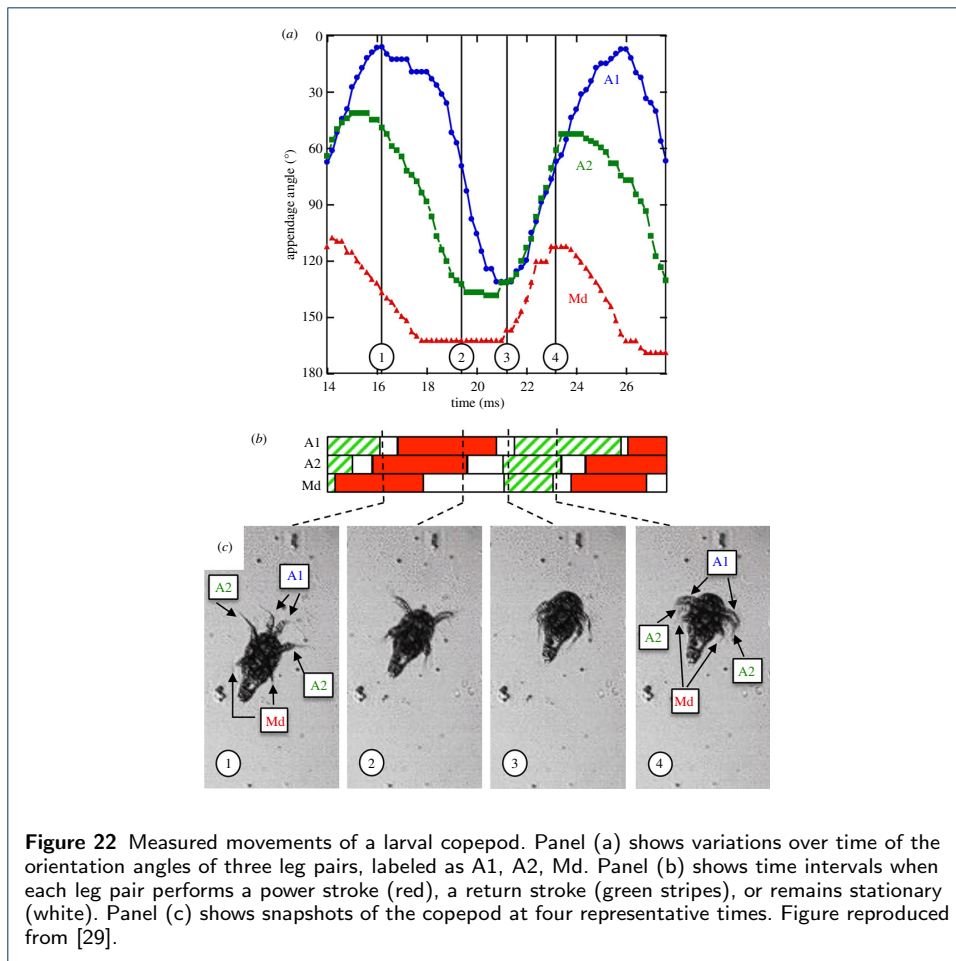 (a)
0
30
60
90
120
150
180
appendage angle (°)
A1
A2
Md
1 2 3 4
14 16 18 20 22 24 26
time (ms)
(b)
A1
A2
Md
(c)
A2
A1
A2
Md
1
2
3
A1
A2
A2
Md
4
Figure 22 Measured movements of a larval copepod. Panel (a) shows variations over time of the
orientation angles of three leg pairs, labeled as A1, A2, Md. Panel (b) shows time intervals when
each leg pair performs a power stroke (red), a return stroke (green stripes), or remains stationary
(white). Panel (c) shows snapshots of the copepod at four representative times. Figure reproduced
from [29].